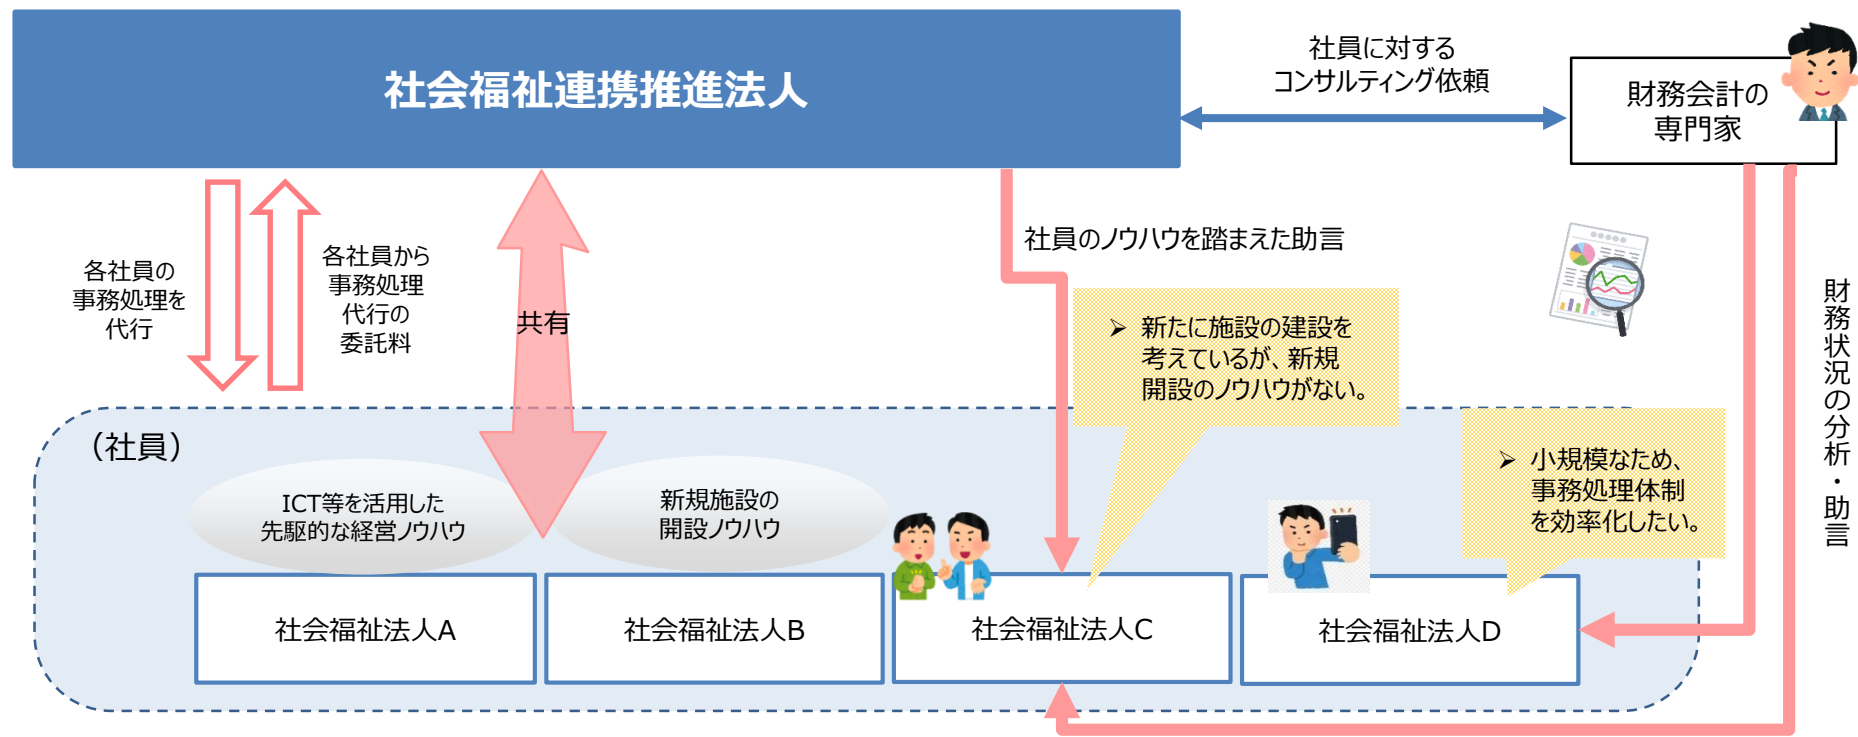 社会福祉連携推進法人
社員に対する
コンサルティング依頼
財務会計の
専門家
各社員の
事務処理を
代行
各社員から
事務処理
代行の
委託料
共有
社員のノウハウを踏まえた助言
➢ 新たに施設の建設を
考えているが、新規
開設のノウハウがない。
財務状況の分析・助言
（社員）
ICT等を活用した
先駆的な経営ノウハウ
新規施設の
開設ノウハウ
➢ 小規模なため、
事務処理体制
を効率化したい。
社会福祉法人A
社会福祉法人B
社会福祉法人C
社会福祉法人D